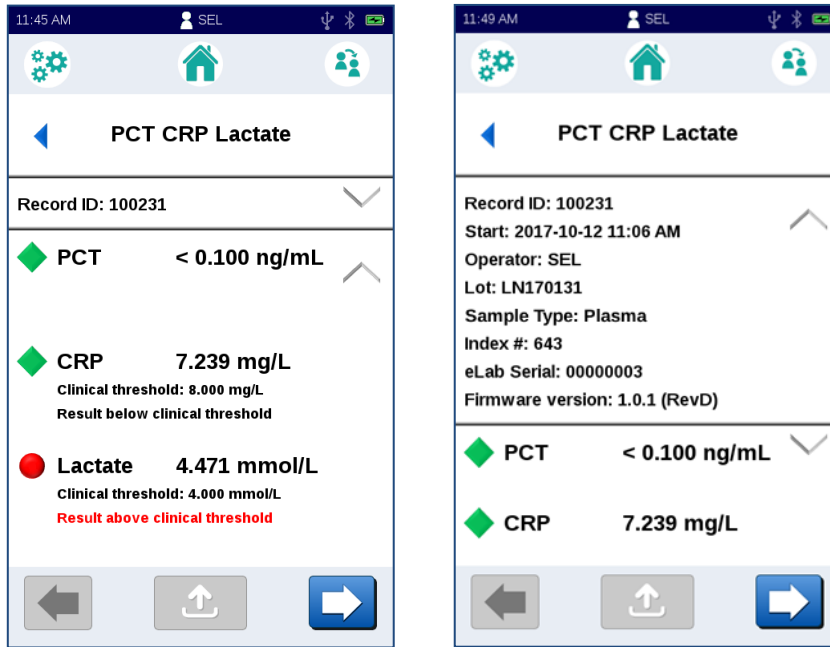 11:45 AM SEL
PCT CRP Lactate
Record ID: 100231
PCT < 0.100 ng/mL
CRP 7.239 mg/L
Clinical threshold: 8.000 mg/L
Result below clinical threshold
Lactate 4.471 mmol/L
Clinical threshold: 4.000 mmol/L
Result above clinical threshold
11:49 AM SEL
PCT CRP Lactate
Record ID: 100231
Start: 2017-10-12 11:06 AM
Operator: SEL
Lot: LN170131
Sample Type: Plasma
Index #: 643
eLab Serial: 00000003
Firmware version: 1.0.1 (RevD)
PCT < 0.100 ng/mL
CRP 7.239 mg/L